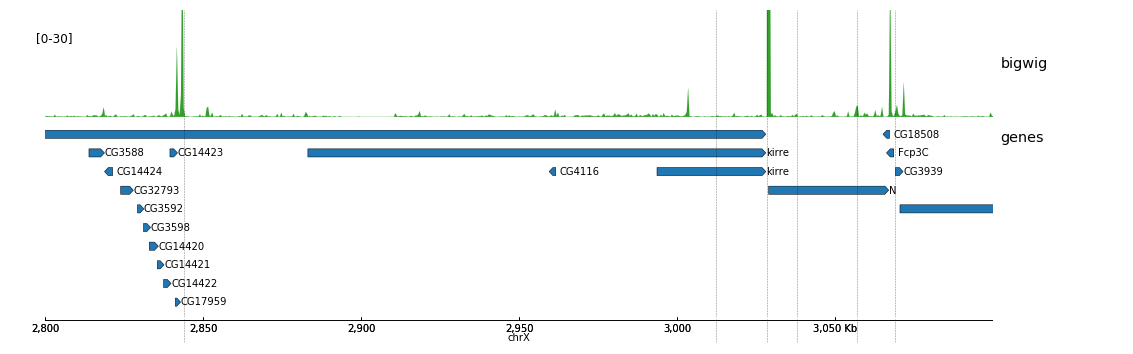 [0-30]
bigwig
genes
CG18508
CG3588 CG14423 kirre Fcp3C
CG14424 CG4116 kirre CG3939
CG32793 N
CG3592
CG3598
CG14420
CG14421
CG14422
CG17959
2,800 2,850 2,900 2,950 3,000 3,050 Kb
chrX